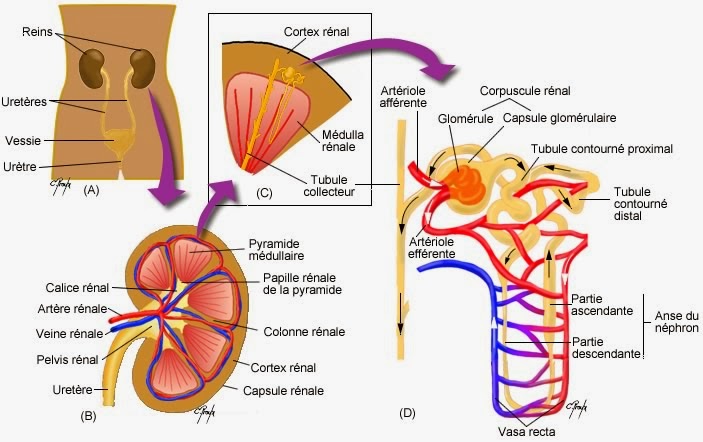 Reins
Uretères
Vessie
Urètre
(A)
Cortex rénal
Médulla
rénale
Tubule
collecteur
(C)
Pyramide
médullaire
Papille rénale
de la pyramide
Calice rénal
Artère rénale
Veine rénale
Colonne rénale
Pelvis rénal
Cortex rénal
Uretère
Capsule rénale
(B)
Artériole
afférente
Corpuscule rénal
Glomérule
Capsule glomérulaire
Tubule contourné proximal
Tubule
contourné
distal
Artériole
efférente
Partie
ascendante
Anse du
néphron
Partie
descendante
(D)
Vasa recta